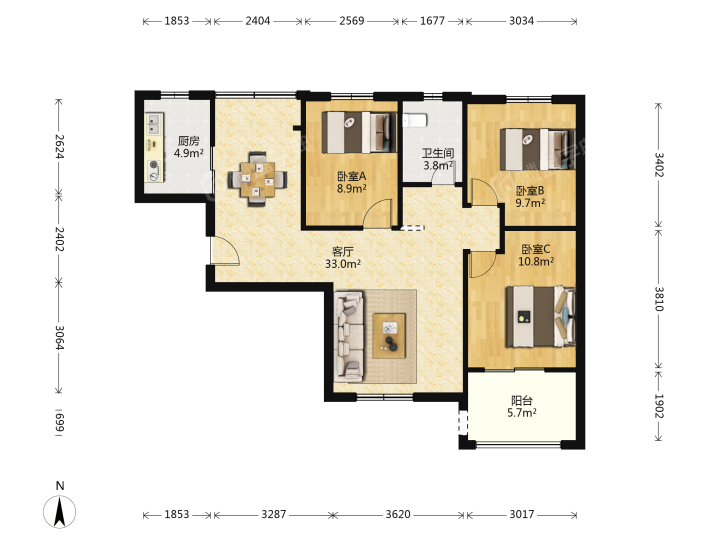 1853 2404 2569 1677 3034
2624
2402
3064
699
3402
3810
1902
厨房
4.9m²
卧室A
8.9m²
卫生间
3.8m²
卧室B
9.7m²
客厅
33.0m²
卧室C
10.8m²
阳台
5.7m²
N
1853 3287 3620 3017